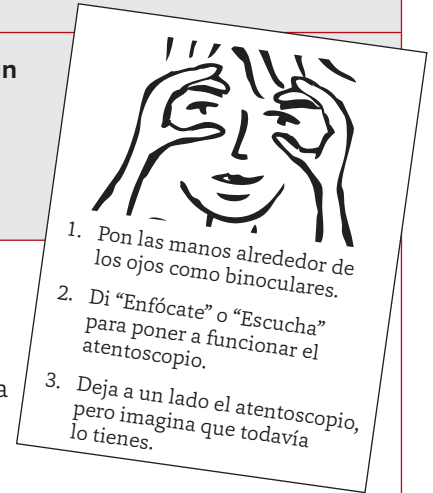 n
1. Pon las manos alrededor de
los ojos como binoculares.
2. Di “Enfócate” o “Escucha”
para poner a funcionar el
atentoscopio.
a
3. Deja a un lado el atentoscopio,
pero imagina que todavía
lo tienes.